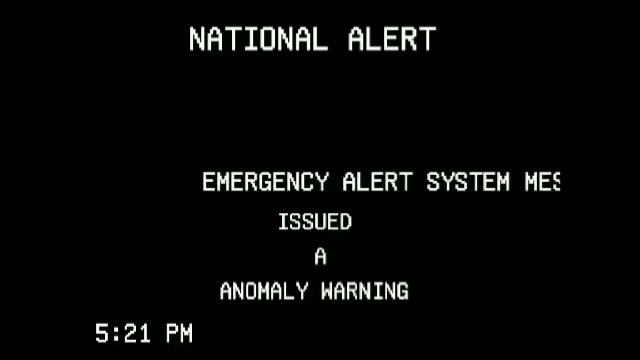 NATIONAL ALERT
EMERGENCY ALERT SYSTEM MES
ISSUED
A
ANOMALY WARNING
5:21 PM